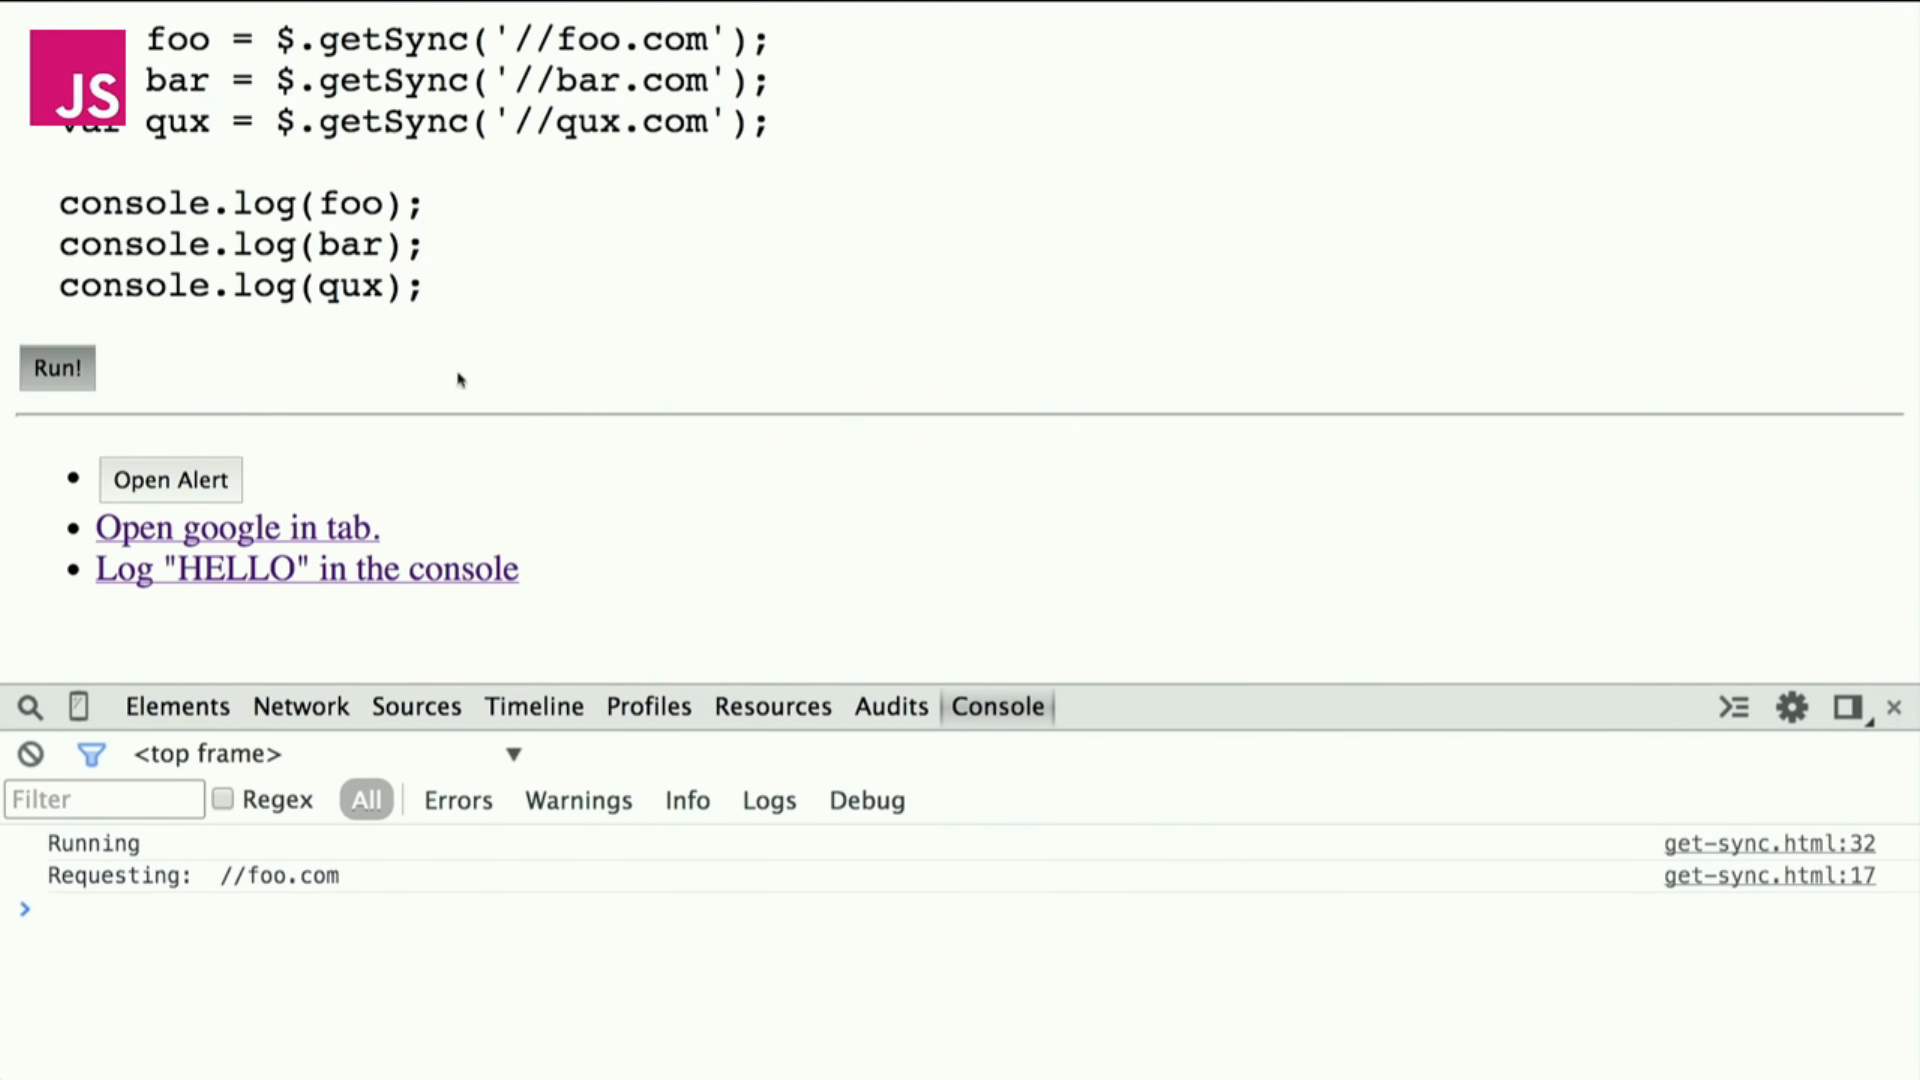 JS
foo = $.getSync('//foo.com');
bar = $.getSync('//bar.com');
var qux = $.getSync('//qux.com');
console.log(foo);
console.log(bar);
console.log(qux);
Run!
Open Alert
Open google in tab.
Log "HELLO" in the console
Elements Network Sources Timeline Profiles Resources Audits Console
<top frame>
Filter Regex All Errors Warnings Info Logs Debug
Running get-sync.html:32
Requesting: //foo.com get-sync.html:17